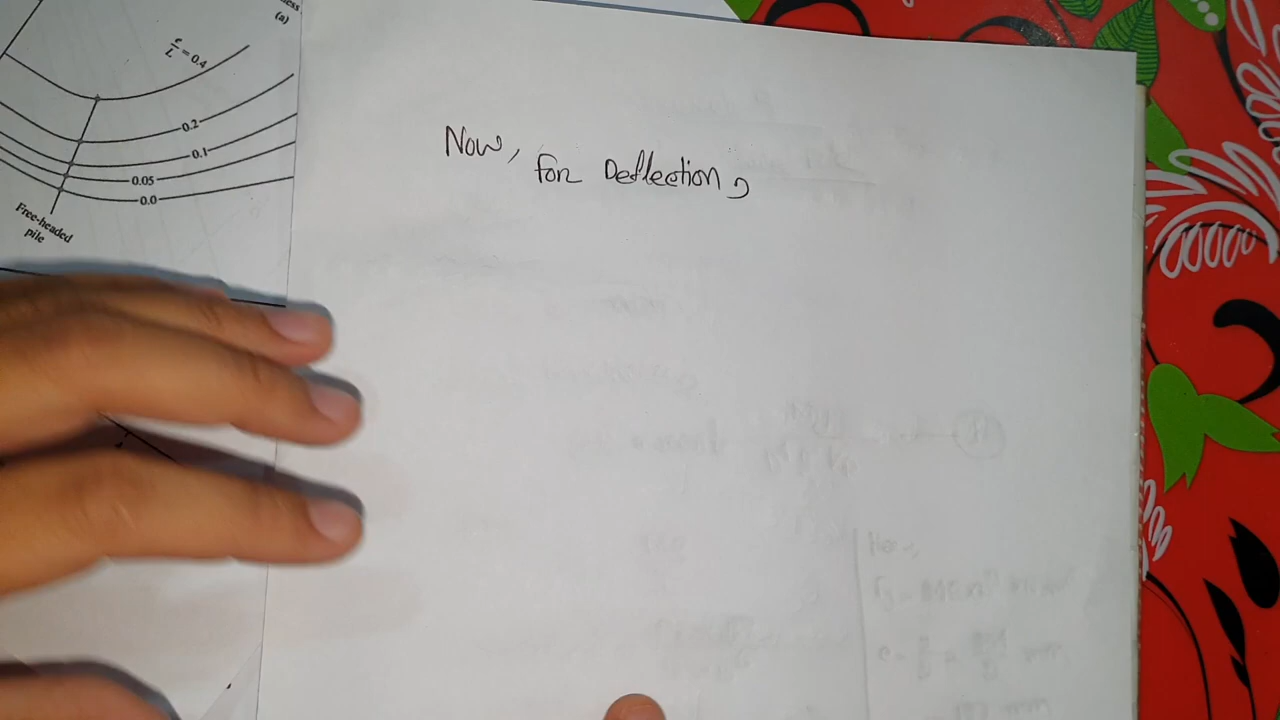 (a)
e/L = 0.4
0.2
0.1
0.05
0.0
Free-headed
pile
Now, for Deflection,